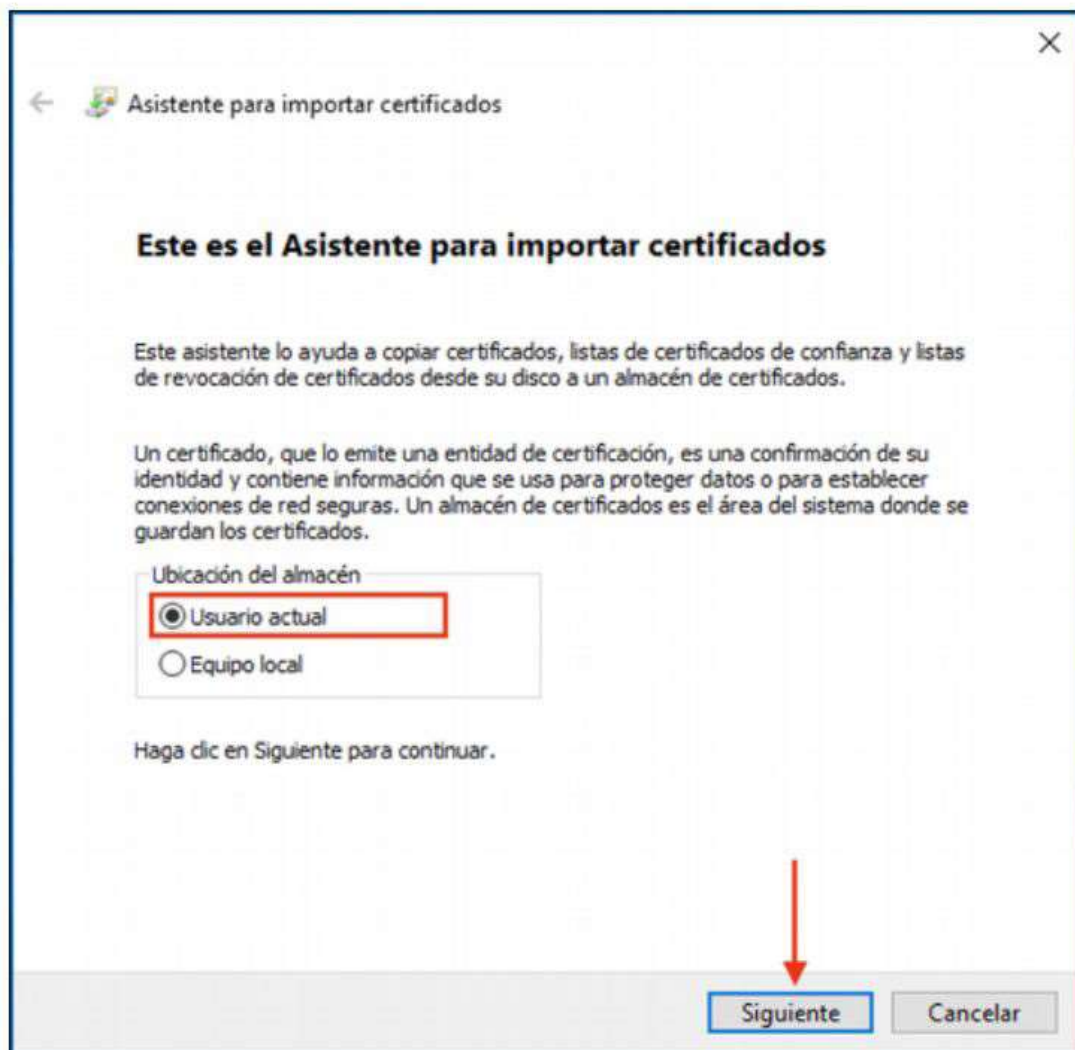 Asistente para importar certificados
Este es el Asistente para importar certificados
Este asistente lo ayuda a copiar certificados, listas de certificados de confianza y listas
de revocación de certificados desde su disco a un almacén de certificados.
Un certificado, que lo emite una entidad de certificación, es una confirmación de su
identidad y contiene información que se usa para proteger datos o para establecer
conexiones de red seguras. Un almacén de certificados es el área del sistema donde se
guardan los certificados.
Ubicación del almacén
Usuario actual
Equipo local
Haga clic en Siguiente para continuar.
Siguiente Cancelar